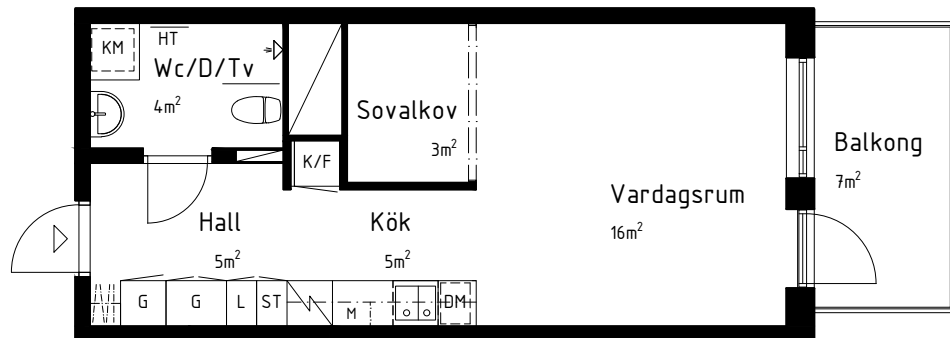 KM
HT
Wc/D/Tv
4m²
Sovalkov
3m²
K/F
Balkong
7m²
Vardagsrum
16m²
Hall
5m²
Kök
5m²
G
G
L
ST
M
DM